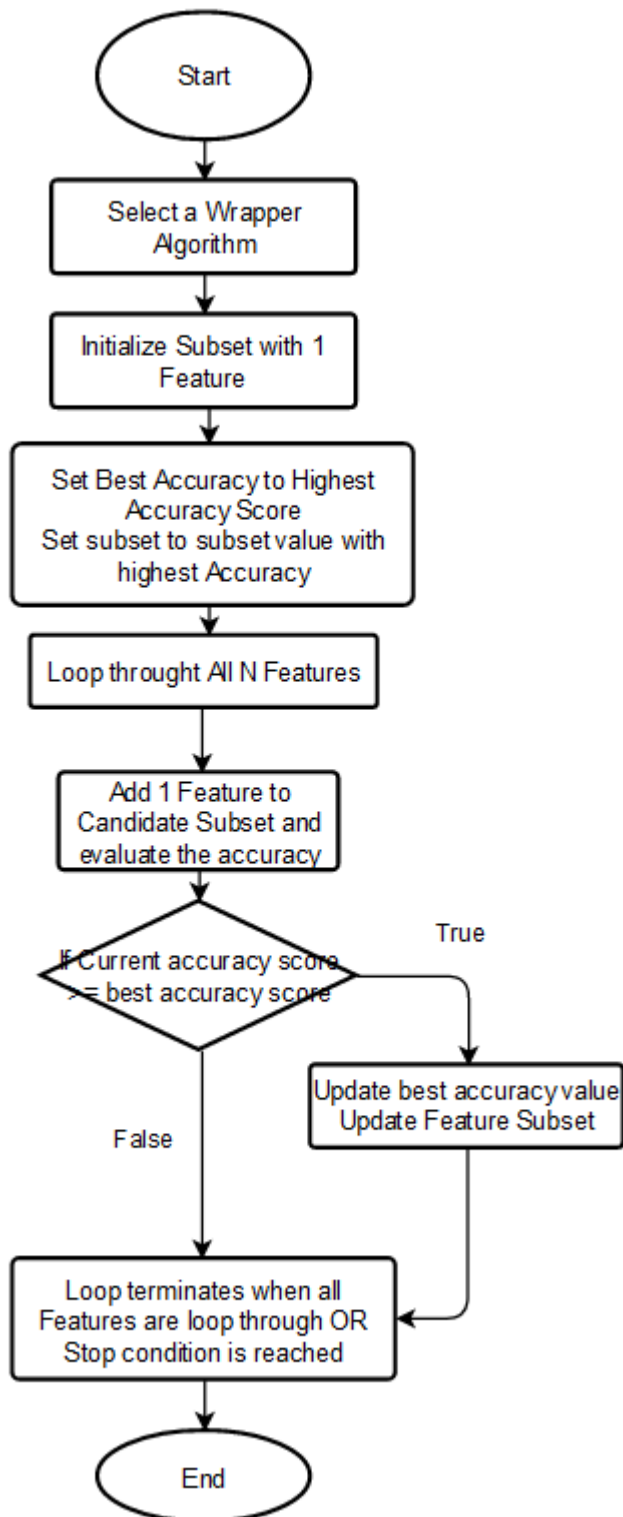 Start
Select a Wrapper
Algorithm
Initialize Subset with 1
Feature
Set Best Accuracy to Highest
Accuracy Score
Set subset to subset value with
highest Accuracy
Loop throught All N Features
Add 1 Feature to
Candidate Subset and
evaluate the accuracy
If Current accuracy score
>= best accuracy score
True
Update best accuracy value
Update Feature Subset
False
Loop terminates when all
Features are loop through OR
Stop condition is reached
End